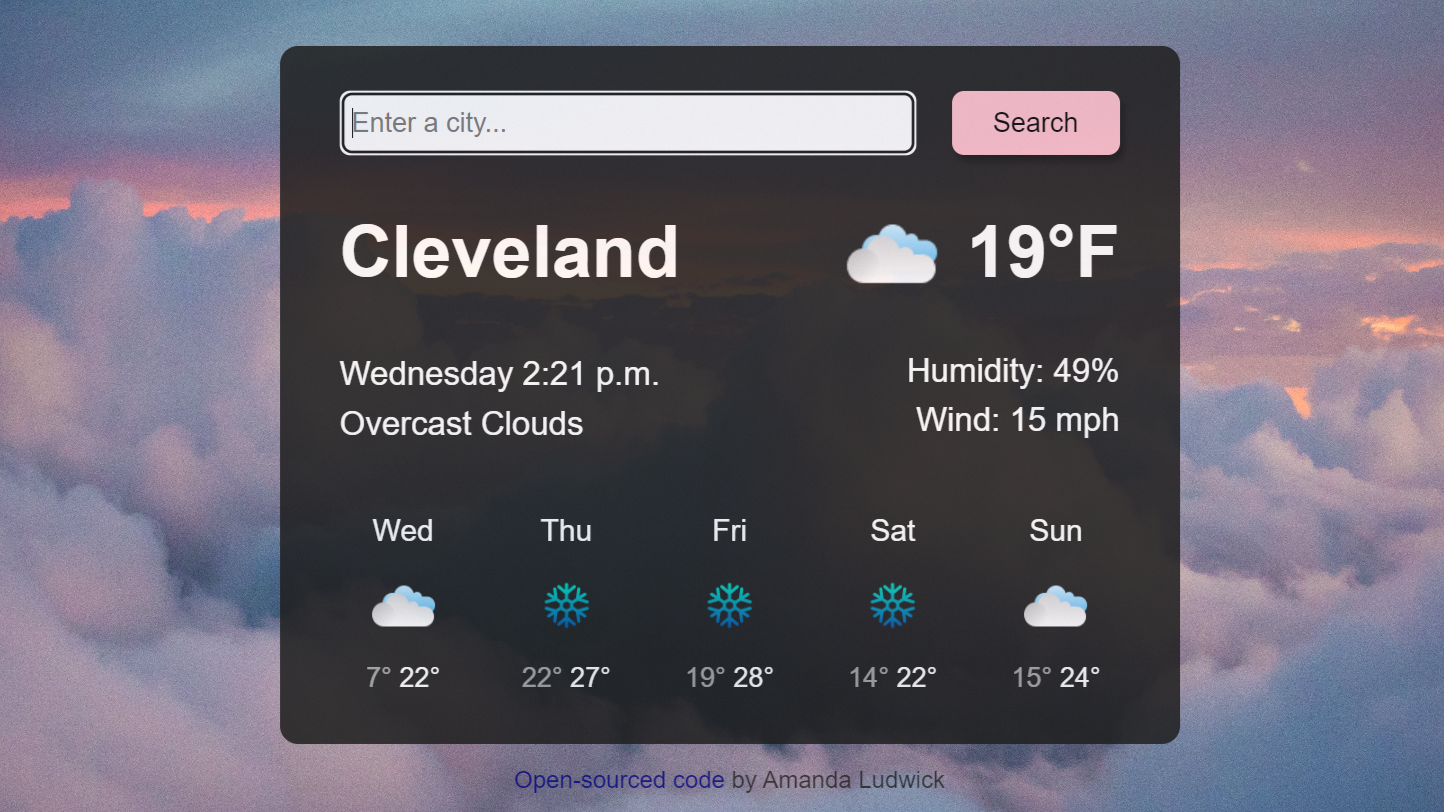 Enter a city...
Search
Cleveland
19°F
Wednesday 2:21 p.m.
Humidity: 49%
Overcast Clouds
Wind: 15 mph
Wed Thu Fri Sat Sun
7° 22° 22° 27° 19° 28° 14° 22° 15° 24°
Open-sourced code by Amanda Ludwick